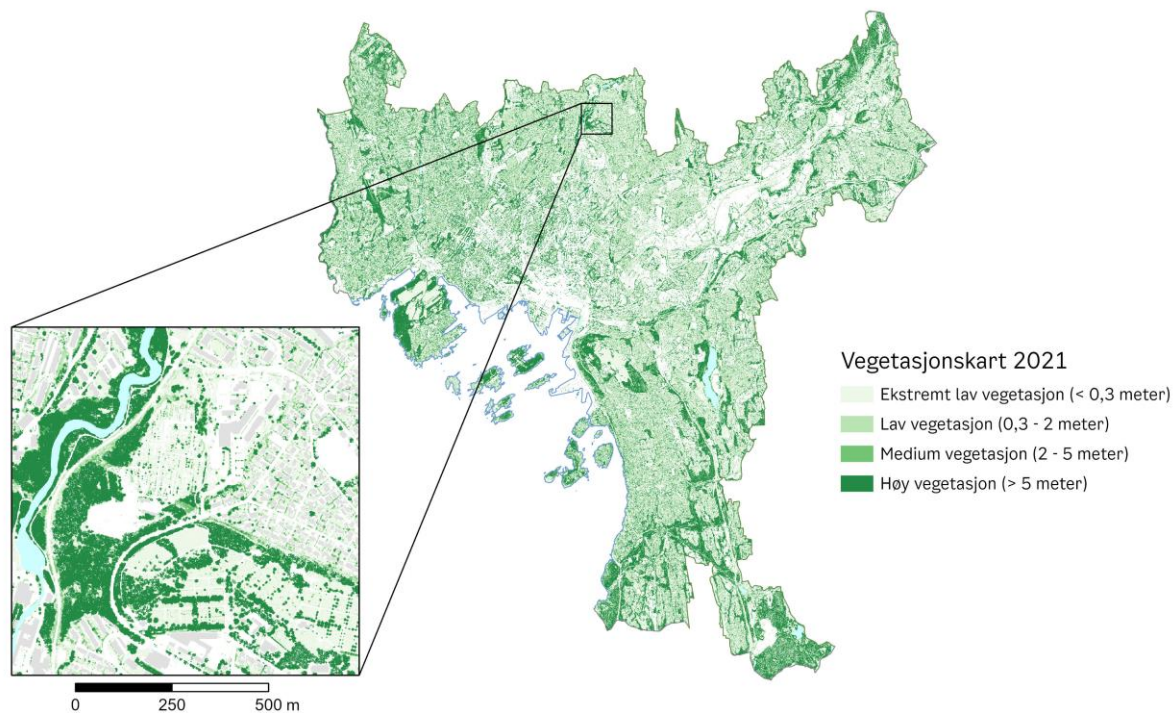 Vegetasjonskart 2021
Ekstremt lav vegetasjon (< 0,3 meter)
Lav vegetasjon (0,3 - 2 meter)
Medium vegetasjon (2 - 5 meter)
Høy vegetasjon (> 5 meter)
0 250 500 m